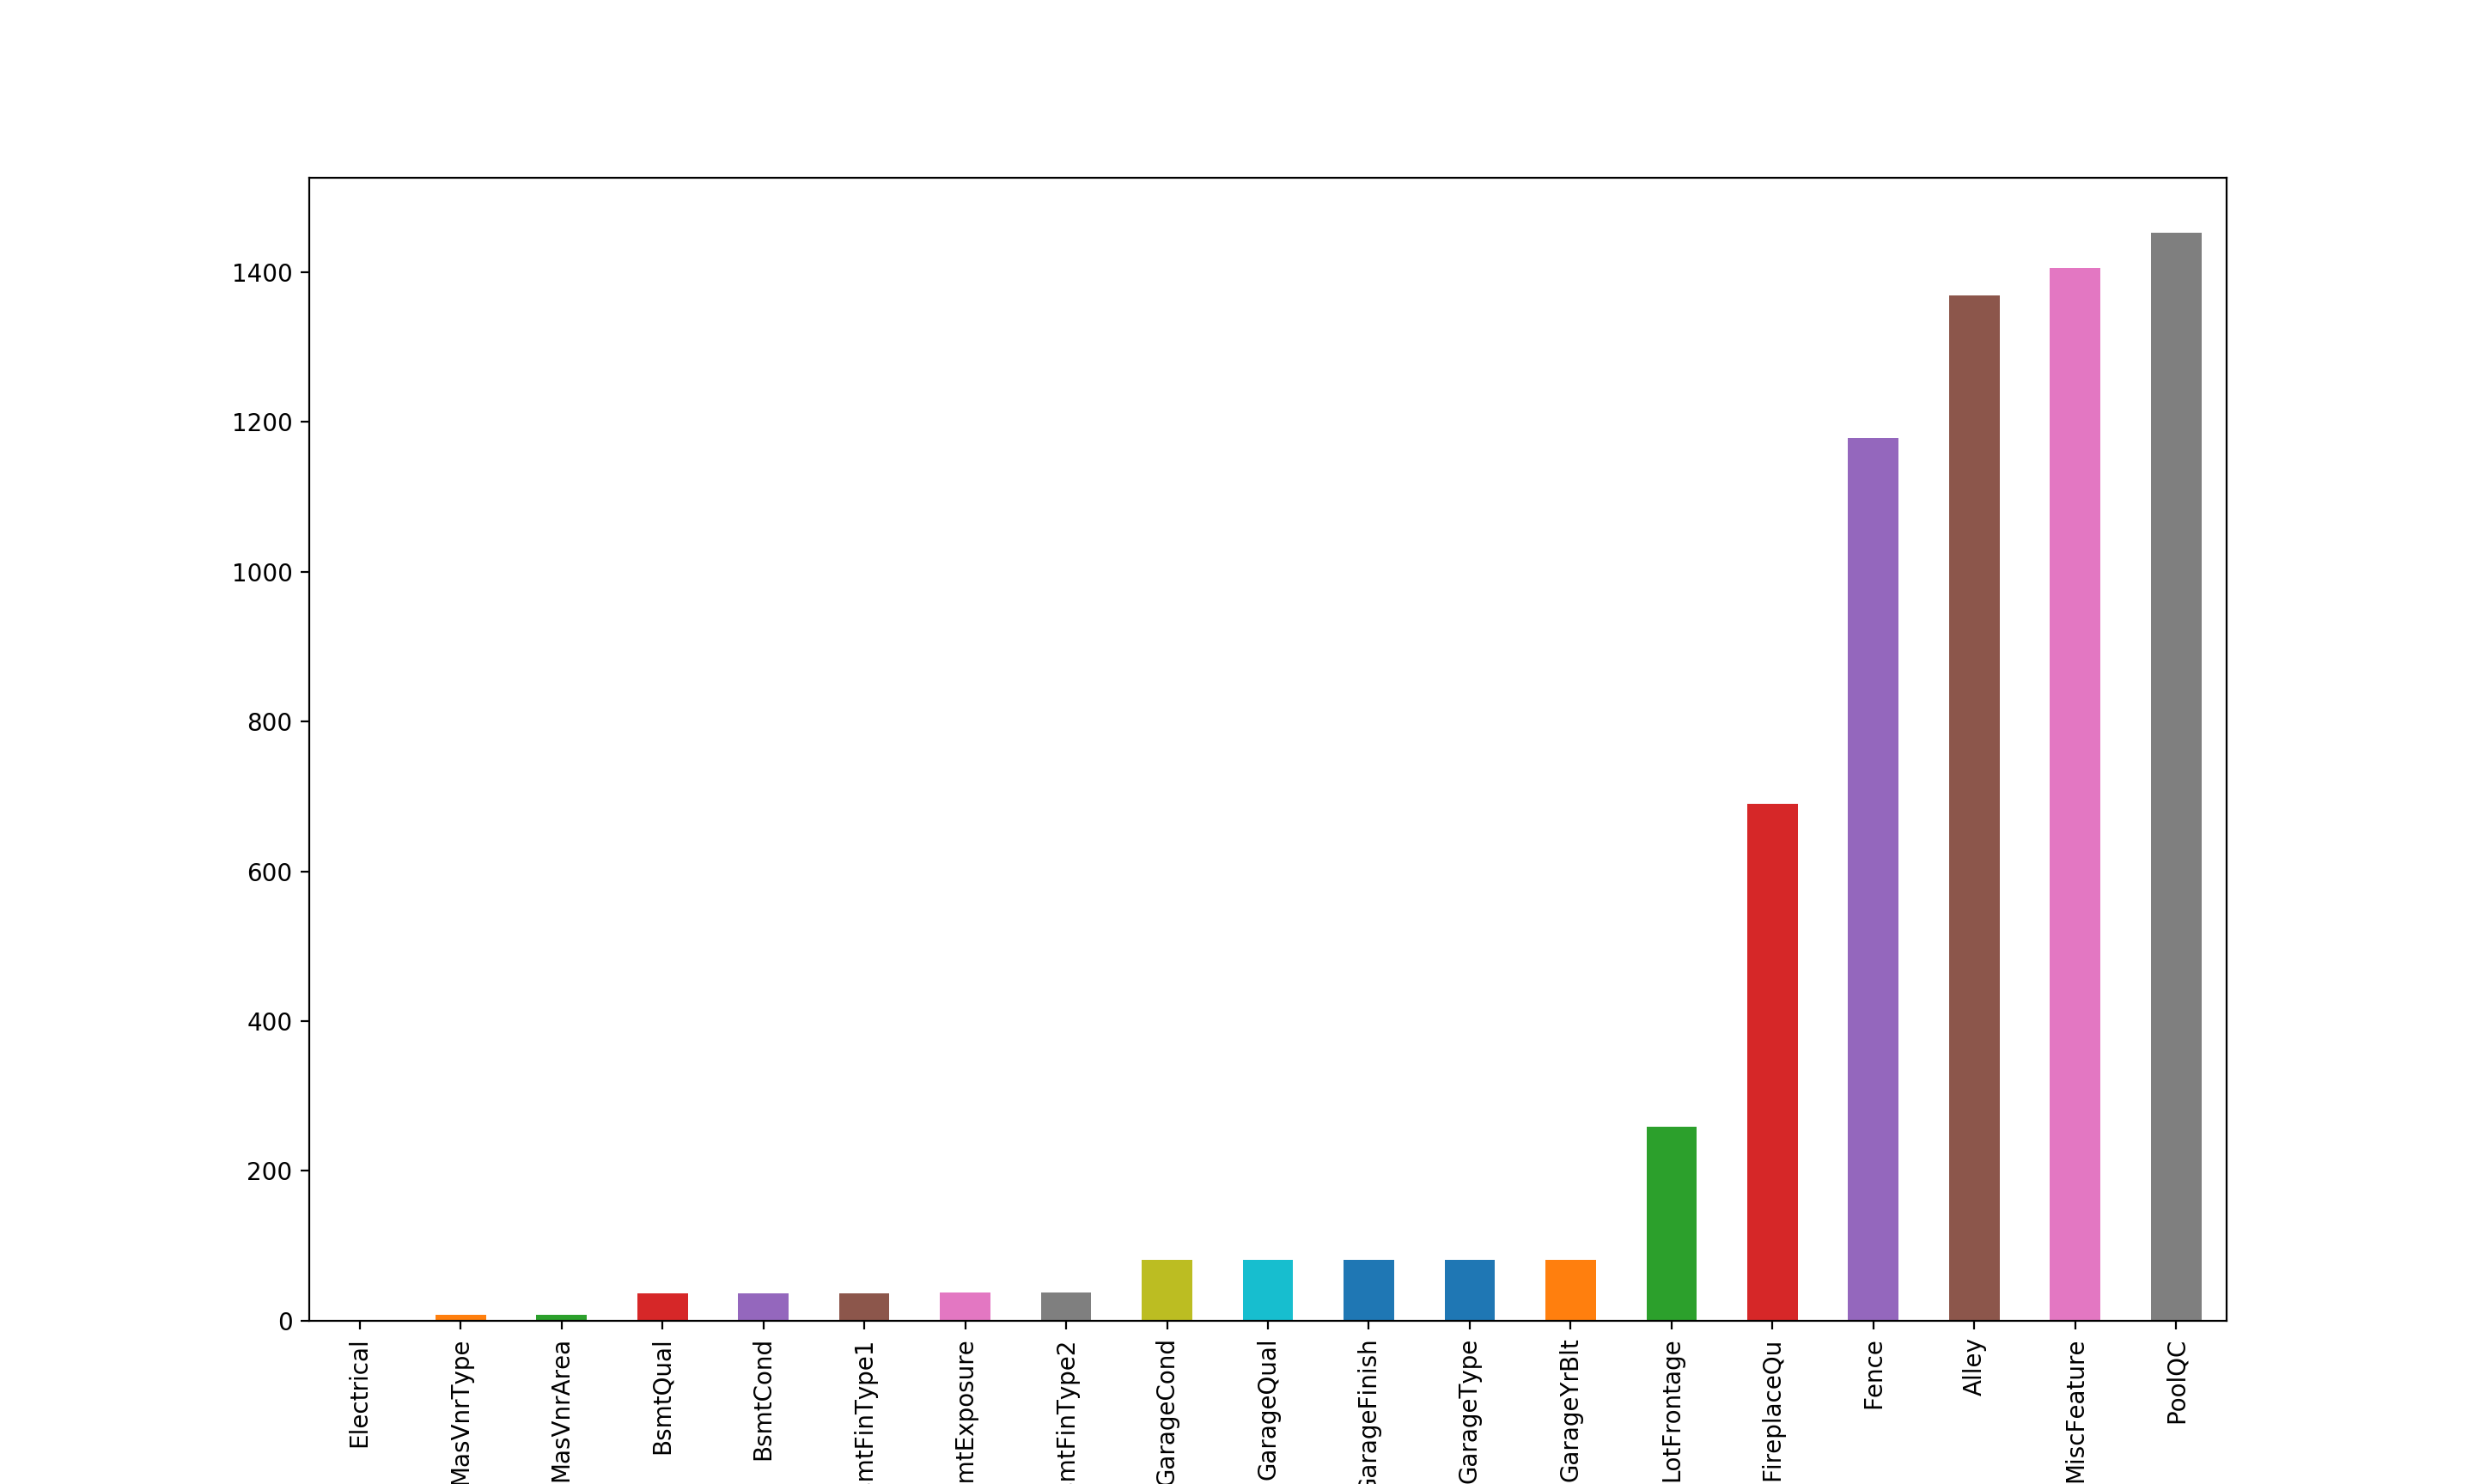 1400
1200
1000
800
600
400
200
0
Electrical
MasVnrType
MasVnrArea
BsmtQual
BsmtCond
mtFinType1
mtExposure
mtFinType2
GarageCond
GarageQual
GarageFinish
GarageType
GarageYrBlt
LotFrontage
FireplaceQu
Fence
Alley
MiscFeature
PoolQC